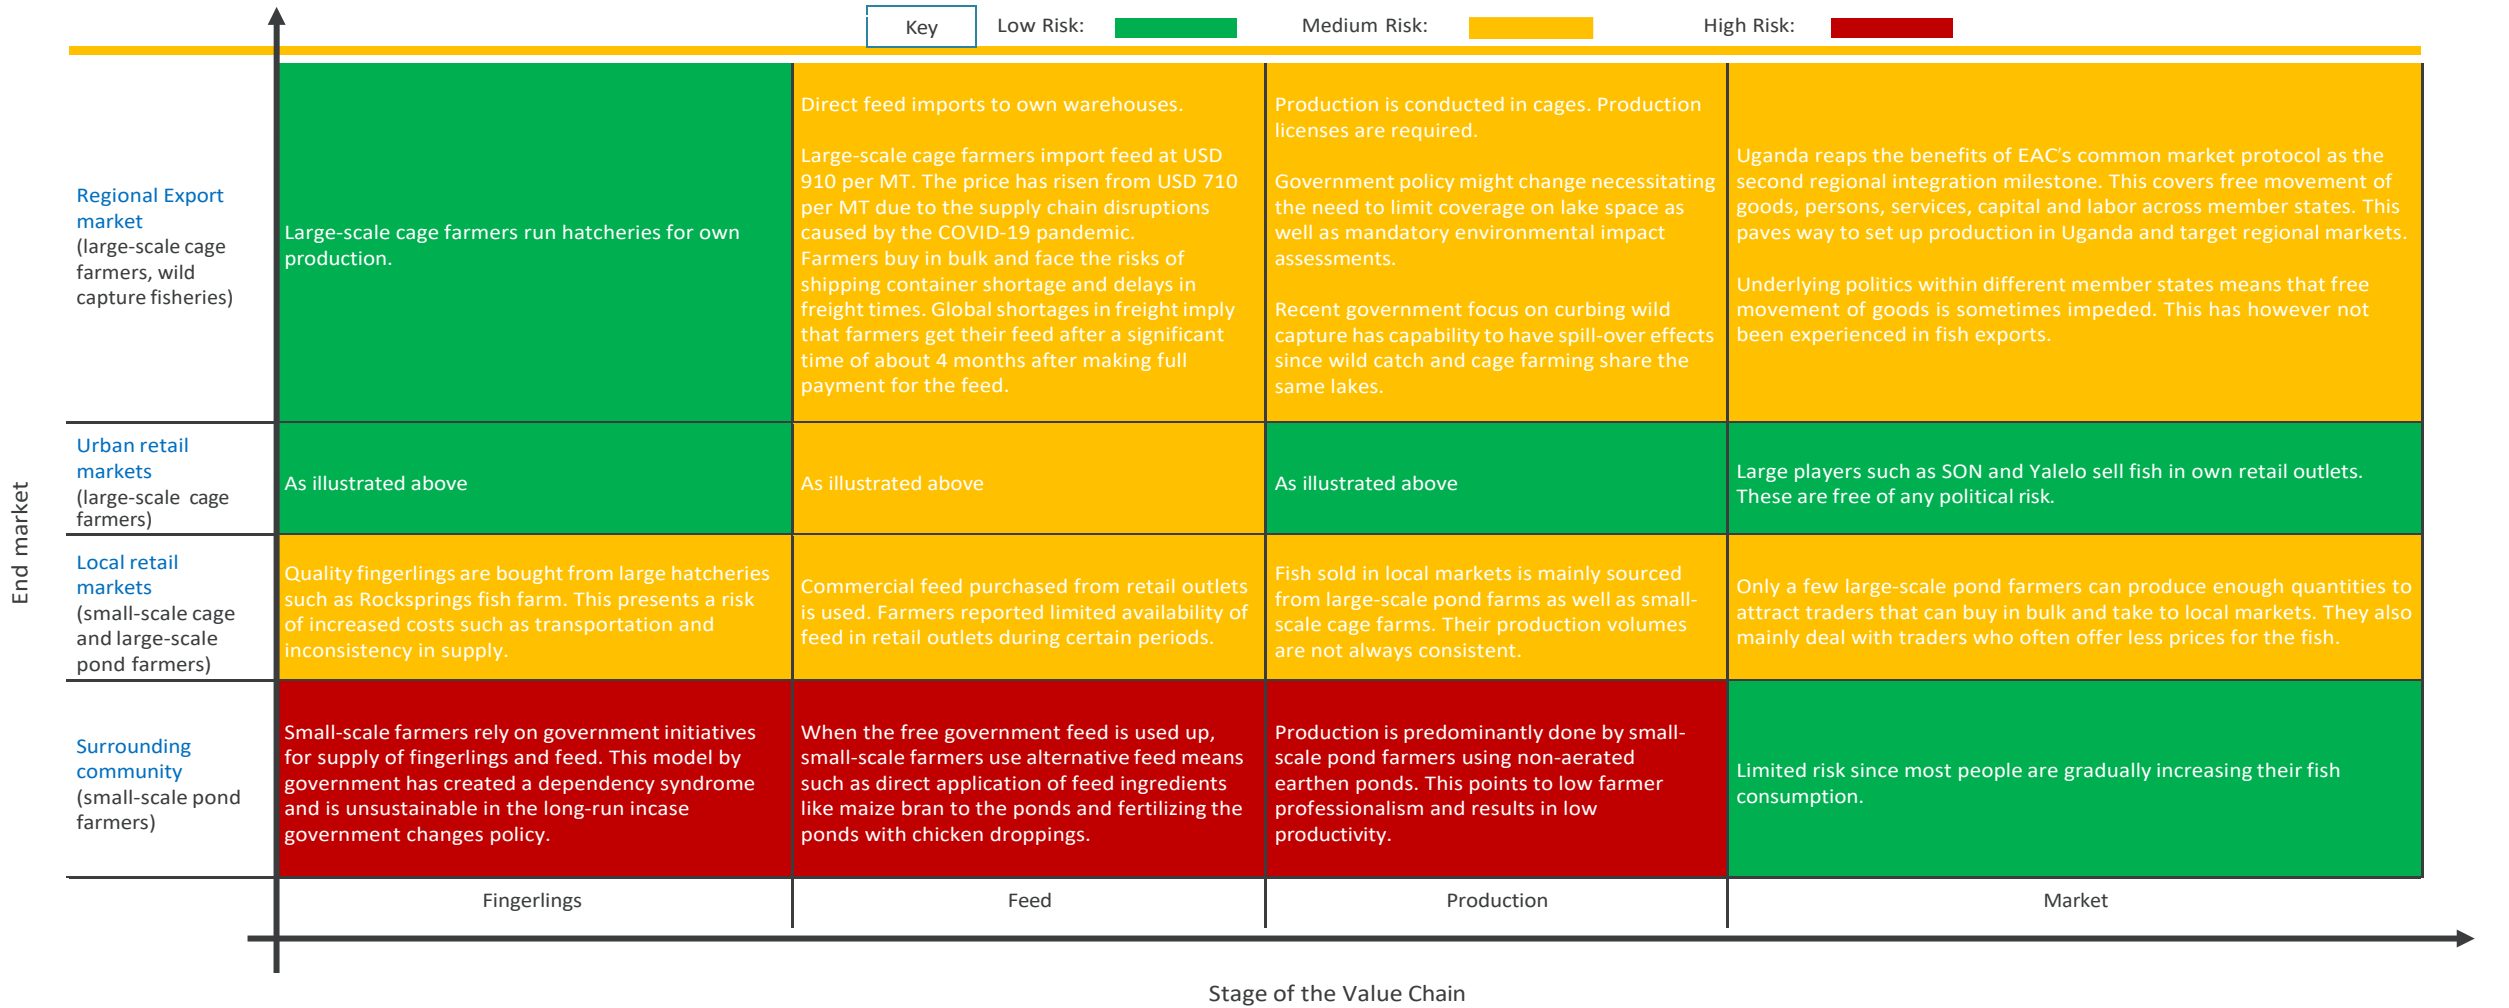 Key
Low Risk:
Medium Risk:
High Risk:
End market
Regional Export
market
(large-scale cage
farmers, wild
capture fisheries)
Large-scale cage farmers run hatcheries for own
production.
Direct feed imports to own warehouses.
Large-scale cage farmers import feed at USD
910 per MT. The price has risen from USD 710
per MT due to the supply chain disruptions
caused by the COVID-19 pandemic.
Farmers buy in bulk and face the risks of
shipping container shortage and delays in
freight times. Global shortages in freight imply
that farmers get their feed after a significant
time of about 4 months after making full
payment for the feed.
Production is conducted in cages. Production
licenses are required.
Government policy might change necessitating
the need to limit coverage on lake space as
well as mandatory environmental impact
assessments.
Recent government focus on curbing wild
capture has capability to have spill-over effects
since wild catch and cage farming share the
same lakes.
Uganda reaps the benefits of EAC's common market protocol as the
second regional integration milestone. This covers free movement of
goods, persons, services, capital and labor across member states. This
paves way to set up production in Uganda and target regional markets.
Underlying politics within different member states means that free
movement of goods is sometimes impeded. This has however not
been experienced in fish exports.
Urban retail
markets
(large-scale cage
farmers)
As illustrated above
As illustrated above
As illustrated above
Large players such as SON and Yalelo sell fish in own retail outlets.
These are free of any political risk.
Local retail
markets
(small-scale cage
and large-scale
pond farmers)
Quality fingerlings are bought from large hatcheries
such as Rocksprings fish farm. This presents a risk
of increased costs such as transportation and
inconsistency in supply.
Commercial feed purchased from retail outlets
is used. Farmers reported limited availability of
feed in retail outlets during certain periods.
Fish sold in local markets is mainly sourced
from large-scale pond farms as well as small-
scale cage farms. Their production volumes
are not always consistent.
Only a few large-scale pond farmers can produce enough quantities to
attract traders that can buy in bulk and take to local markets. They also
mainly deal with traders who often offer less prices for the fish.
Surrounding
community
(small-scale pond
farmers)
Small-scale farmers rely on government initiatives
for supply of fingerlings and feed. This model by
government has created a dependency syndrome
and is unsustainable in the long-run incase
government changes policy.
When the free government feed is used up,
small-scale farmers use alternative feed means
such as direct application of feed ingredients
like maize bran to the ponds and fertilizing the
ponds with chicken droppings.
Production is predominantly done by small-
scale pond farmers using non-aerated
earthen ponds. This points to low farmer
professionalism and results in low
productivity.
Limited risk since most people are gradually increasing their fish
consumption.
Fingerlings
Feed
Production
Market
Stage of the Value Chain